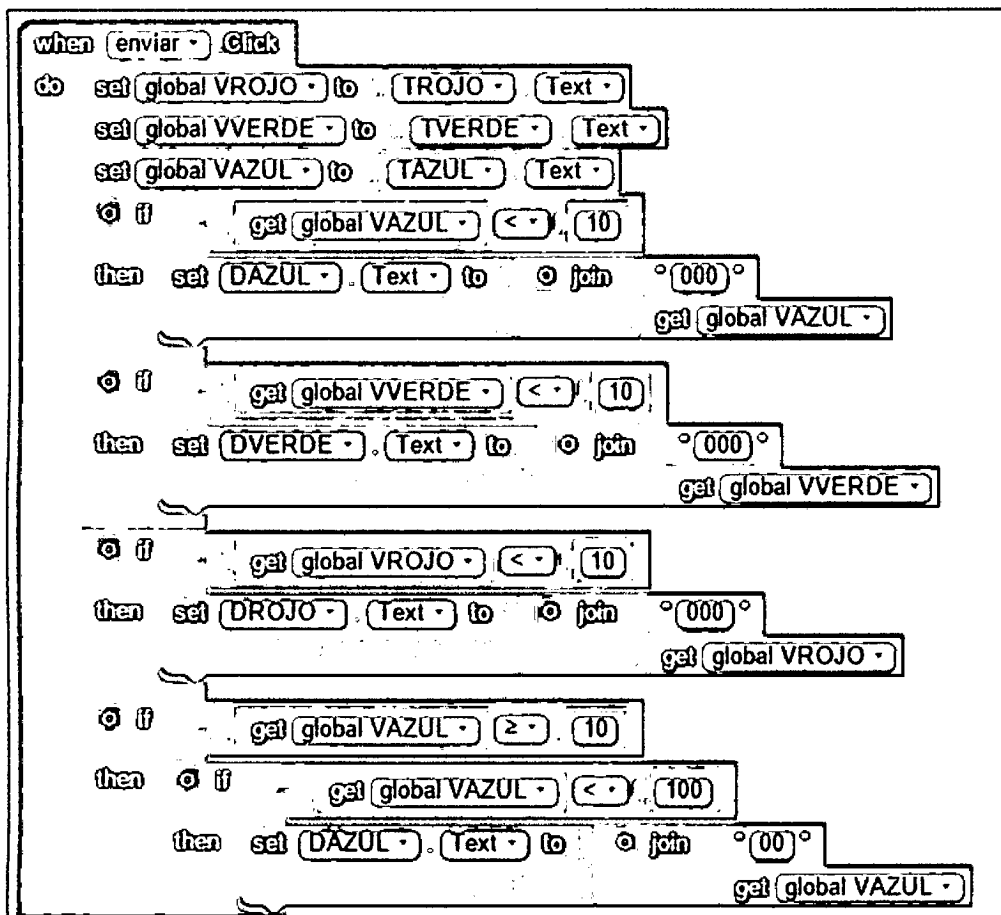 when enviar .Click
do set global VROJO to TROJO . Text
set global VVERDE to TVERDE . Text
set global VAZUL to TAZUL . Text
if get global VAZUL < 10
then set DAZUL . Text to join "000"
get global VAZUL
if get global VVERDE < 10
then set DVERDE . Text to join "000"
get global VVERDE
if get global VROJO < 10
then set DROJO . Text to join "000"
get global VROJO
if get global VAZUL ≥ 10
then if get global VAZUL < 100
then set DAZUL . Text to join "00"
get global VAZUL